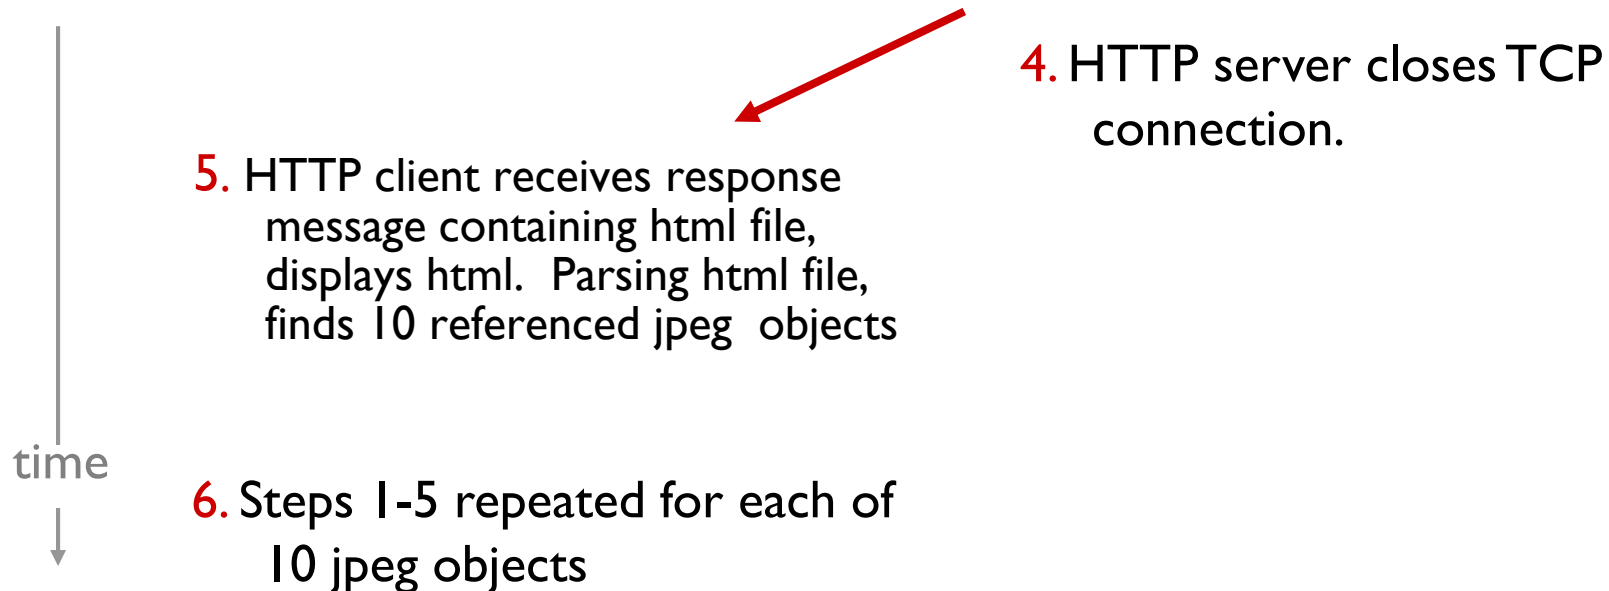 4. HTTP server closes TCP
connection.
5. HTTP client receives response
message containing html file,
displays html.  Parsing html file,
finds 10 referenced jpeg  objects
time
6. Steps 1-5 repeated for each of
10 jpeg objects